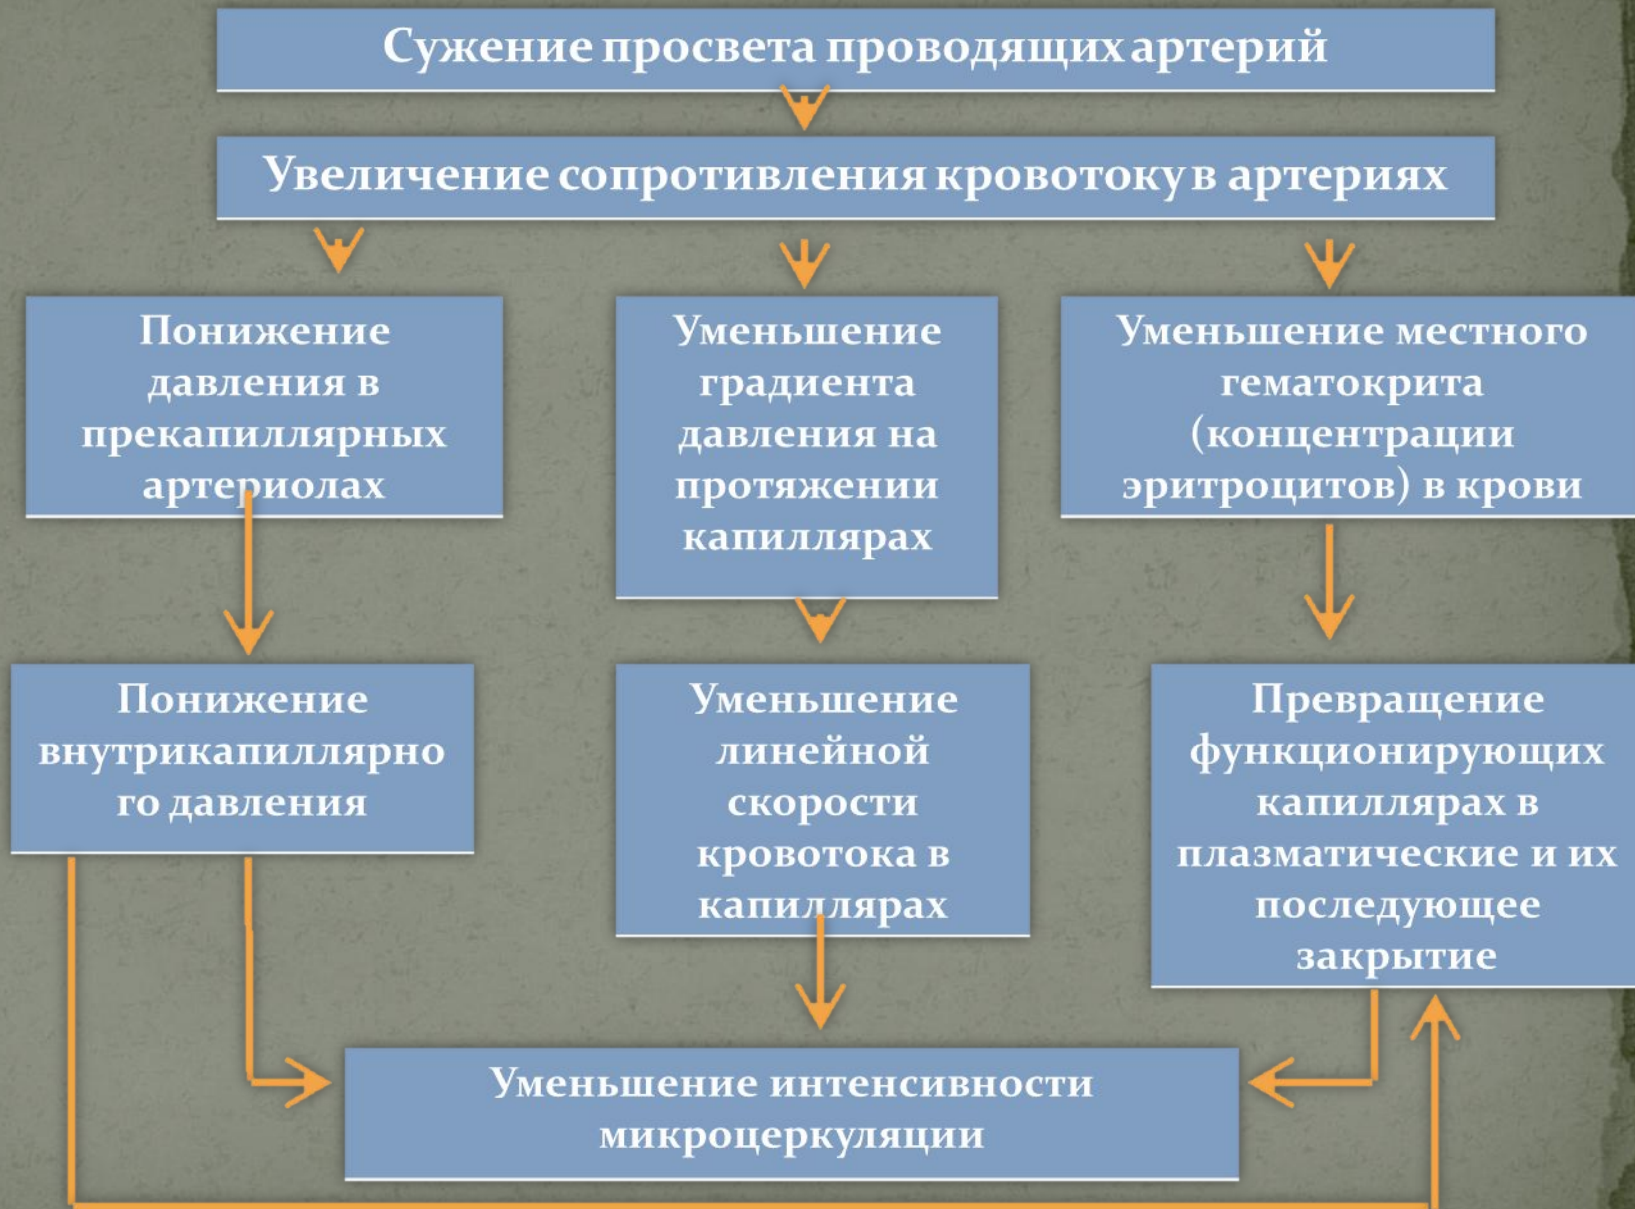 Сужение просвета проводящих артерий
Увеличение сопротивления кровотоку в артериях
Понижение
давления в
прекапиллярных
артериолах
Уменьшение
градиента
давления на
протяжении
капиллярах
Уменьшение местного
гематокрита
(концентрации
эритроцитов) в крови
Понижение
внутрикапиллярно
го давления
Уменьшение
линейной
скорости
кровотока в
капиллярах
Превращение
функционирующих
капиллярах в
плазматические и их
последующее
закрытие
Уменьшение интенсивности
микроцеркуляции